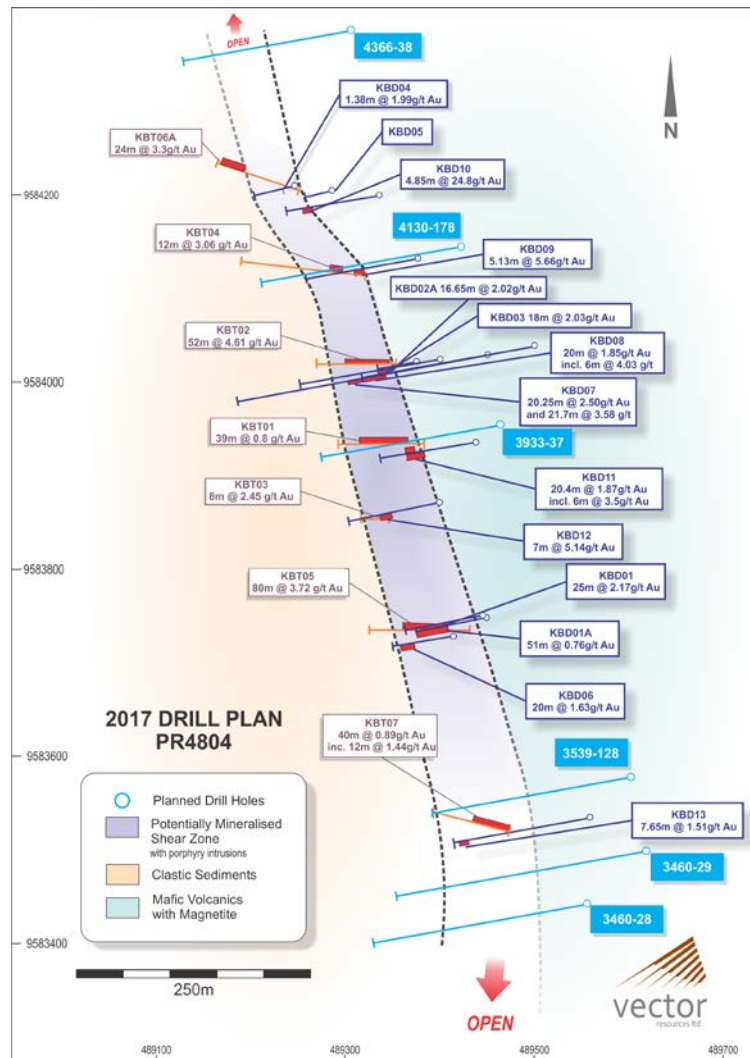 OPEN
4366-38
KBD04
1.38m @ 1.99g/t Au
KBD05
KBT06A
24m @ 3.3g/t Au
KBD10
4.85m @ 24.8g/t Au
N
9584200
4130-178
KBT04
12m @ 3.06 g/t Au
KBD09
5.13m @ 5.66g/t Au
KBD02A 16.65m @ 2.02g/t Au
KBD03 18m @ 2.03g/t Au
KBT02
52m @ 4.61 g/t Au
KBD08
20m @ 1.85g/t Au
incl. 6m @ 4.03 g/t
9584000
KBD07
20.25m @ 2.50g/t Au
and 21.7m @ 3.58 g/t
KBT01
39m @ 0.8 g/t Au
3933-37
KBD11
20.4m @ 1.87g/t Au
incl. 6m @ 3.5g/t Au
KBT03
8m @ 2.45 g/t Au
KBD12
7m @ 5.14g/t Au
9583800
KBT05
80m @ 3.72 g/t Au
KBD01
25m @ 2.17g/t Au
KBD01A
51m @ 0.76g/t Au
KBD06
20m @ 1.63g/t Au
2017 DRILL PLAN
PR4804
KBT07
40m @ 0.89g/t Au
inc. 12m @ 1.44g/t Au
3539-128
9583600
KBD13
7.65m @ 1.51g/t Au
3460-29
3460-28
Planned Drill Holes
Potentially Mineralised
Shear Zone
with porphyry intrusions
Clastic Sediments
Mafic Volcanics
with Magnetite
9583400
250m
OPEN
vector
resources ltd
489100
489300
489500
489700